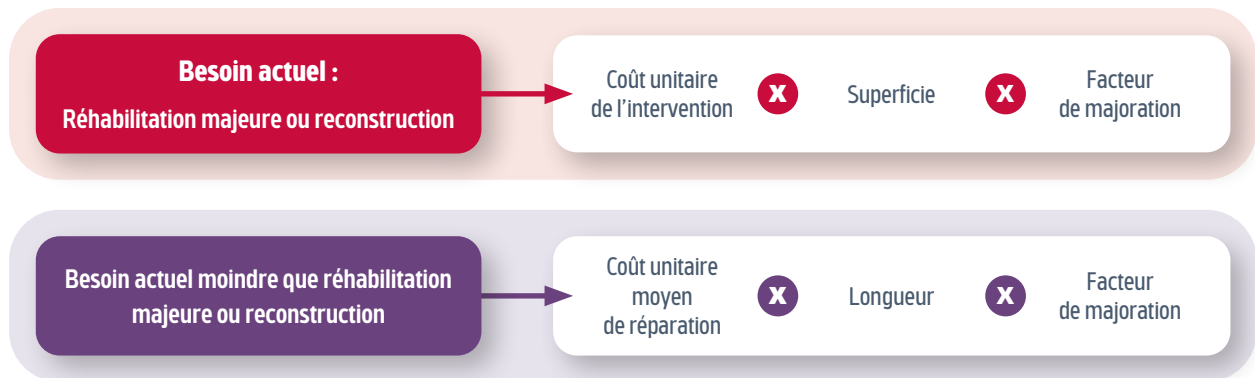 Besoin actuel :
Réhabilitation majeure ou reconstruction
Coût unitaire
de l'intervention
X
Superficie
X
Facteur
de majoration
Besoin actuel moindre que réhabilitation
majeure ou reconstruction
Coût unitaire
moyen
de réparation
X
Longueur
X
Facteur
de majoration